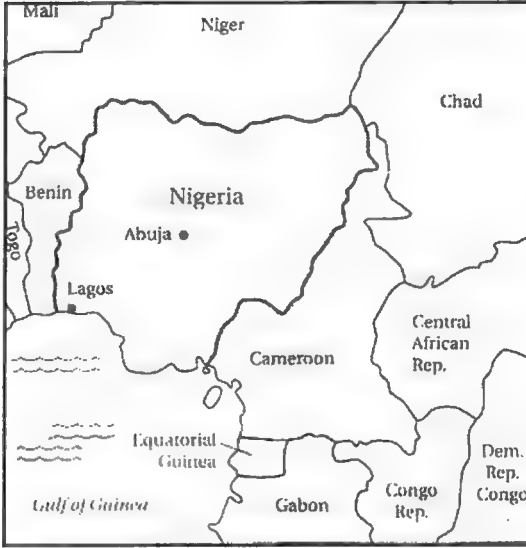 Mali
Niger
Chad
Benin
Nigeria
Abuja
Togo
Lagos
Central
African
Rep.
Cameroon
Equatorial
Guinea
Dem.
Rep.
Congo
Gulf of Guinea
Gabon
Congo
Rep.